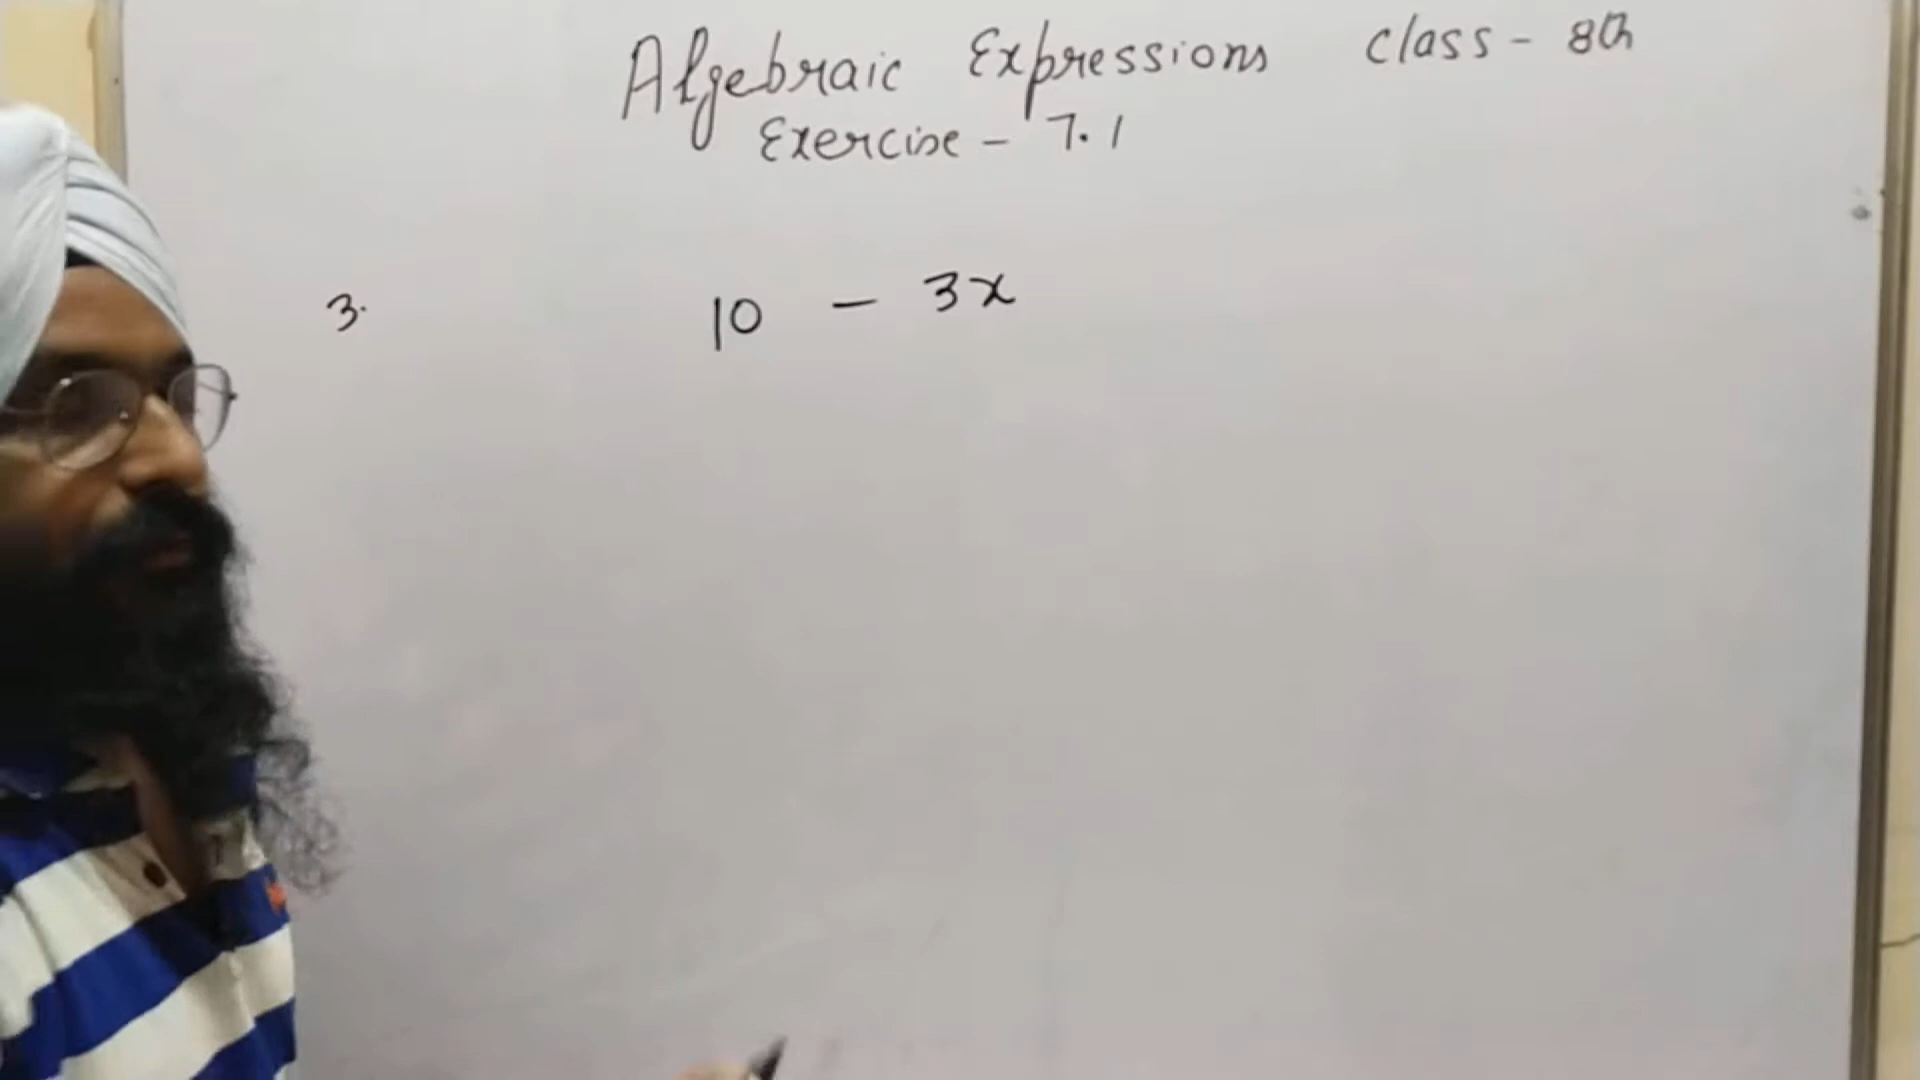 Algebraic Expressions Class - 8th
Exercise - 7.1
3. 10 - 3x